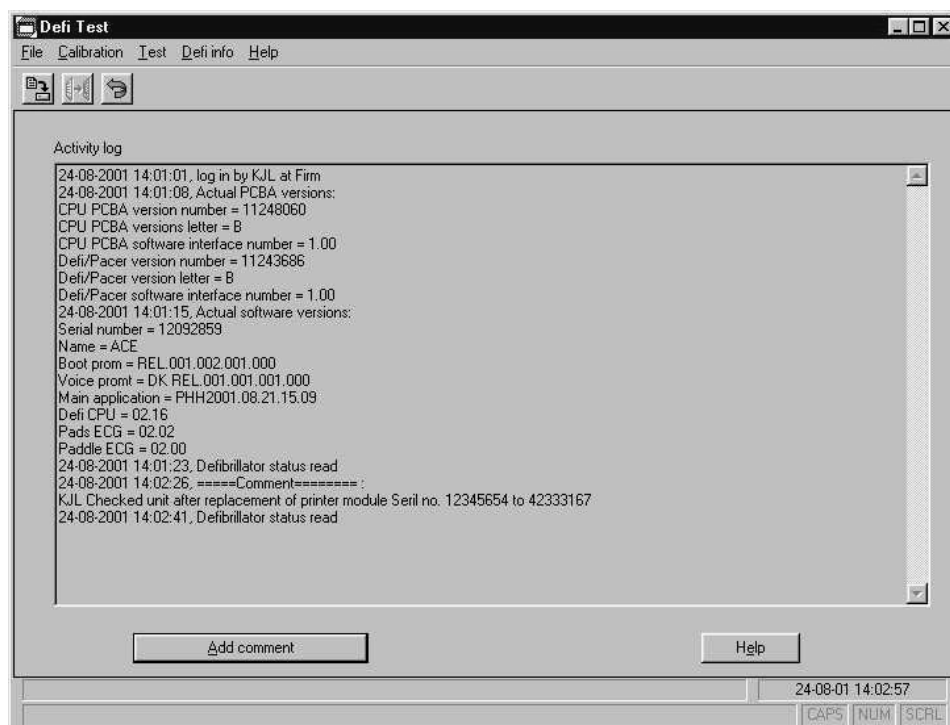 Defi Test
File Calibration Test Defi info Help
Activity log
24-08-2001 14:01:01, log in by KJL at Firm
24-08-2001 14:01:08, Actual PCBA versions:
CPU PCBA version number = 11248060
CPU PCBA versions letter = B
CPU PCBA software interface number = 1.00
Defi/Pacer version number = 11243686
Defi/Pacer version letter = B
Defi/Pacer software interface number = 1.00
24-08-2001 14:01:15, Actual software versions:
Serial number = 12092859
Name = ACE
Boot prom = REL.001.002.001.000
Voice promt = DK REL.001.001.001.000
Main application = PHH2001.08.21.15.09
Defi CPU = 02.16
Pads ECG = 02.02
Paddle ECG = 02.00
24-08-2001 14:01:23, Defibrillator status read
24-08-2001 14:02:26, =====Comment======== :
KJL Checked unit after replacement of printer module Seril no. 12345654 to 42333167
24-08-2001 14:02:41, Defibrillator status read
Add comment Help
24-08-01 14:02:57
CAPS NUM SCRL